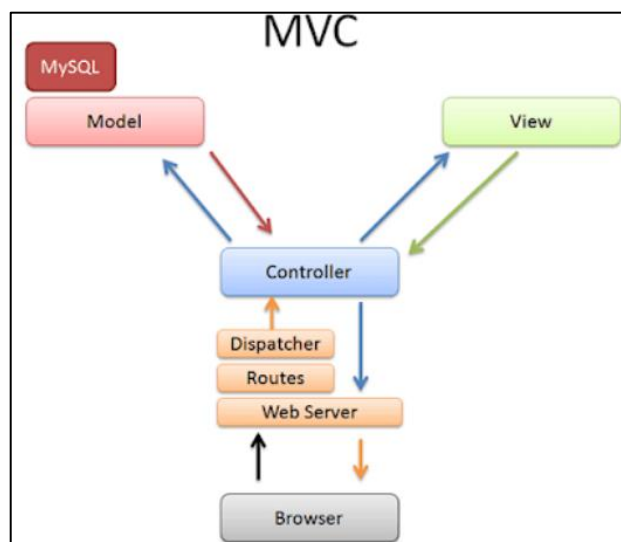 MVC
MySQL
Model
View
Controller
Dispatcher
Routes
Web Server
Browser